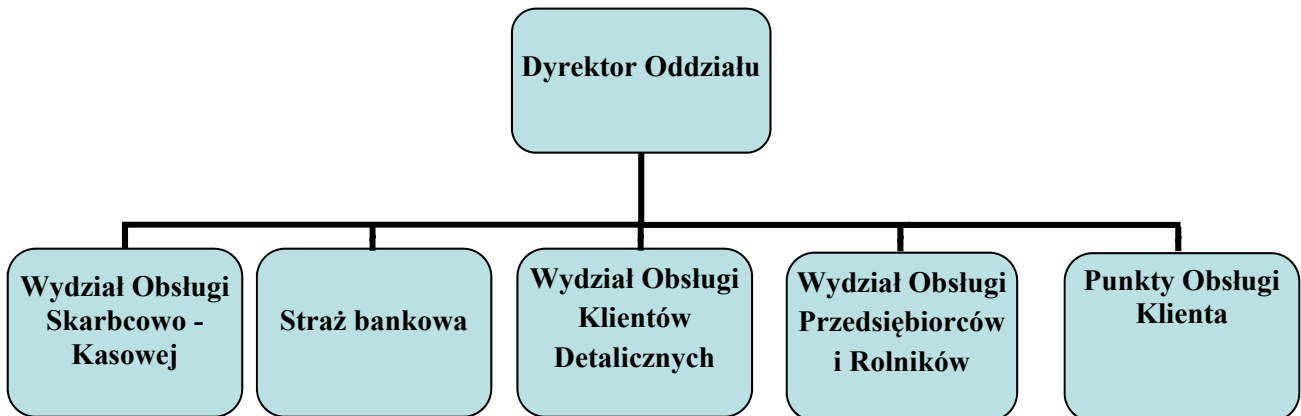 Dyrektor Oddziału
Wydział Obsługi
Skarbcowo -
Kasowej
Straż bankowa
Wydział Obsługi
Klientów
Detalicznych
Wydział Obsługi
Przedsiębiorców
i Rolników
Punkty Obsługi
Klienta